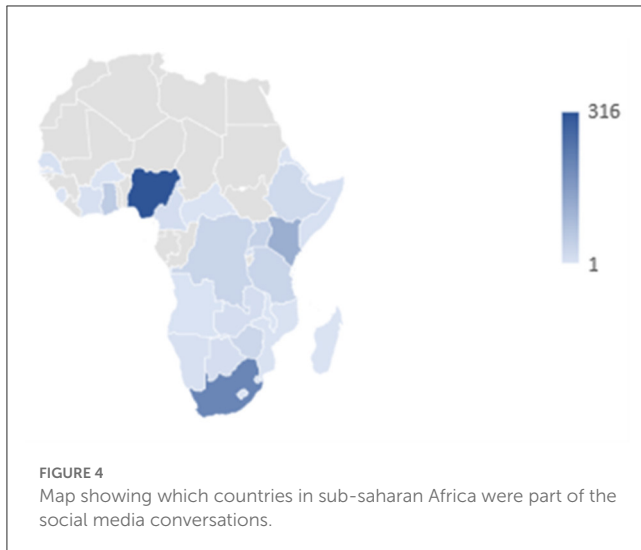 316
1
FIGURE 4
Map showing which countries in sub-saharan Africa were part of the
social media conversations.